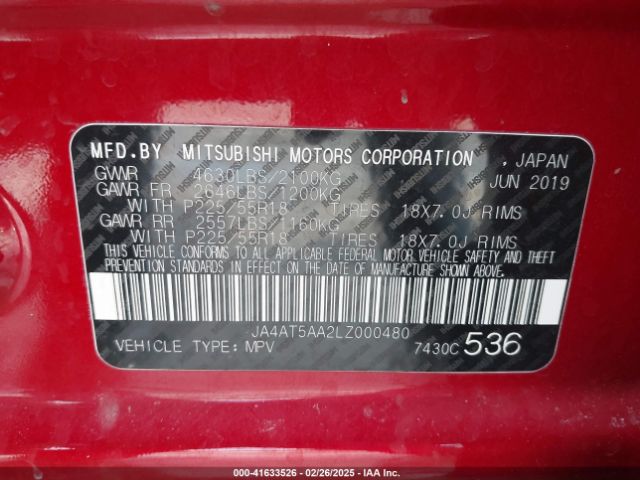 MFD.BY MITSUBISHI MOTORS CORPORATION , JAPAN
GVWR 4630LBS/2100KG JUN 2019
GAWR FR 2646LBS/1200KG
WITH P225/55R18 TIRES 18X7.0J RIMS
GAWR RR 2557LBS/1160KG
WITH P225/55R18 TIRES 18X7.0J RIMS
THIS VEHICLE CONFORMS TO ALL APPLICABLE FEDERAL MOTOR VEHICLE SAFETY AND THEFT
PREVENTION STANDARDS IN EFFECT ON THE DATE OF MANUFACTURE SHOWN ABOVE.
JA4AT5AA2LZ000480
VEHICLE TYPE: MPV 7430C 536
000-41633526 - 02/26/2025 - IAA Inc.